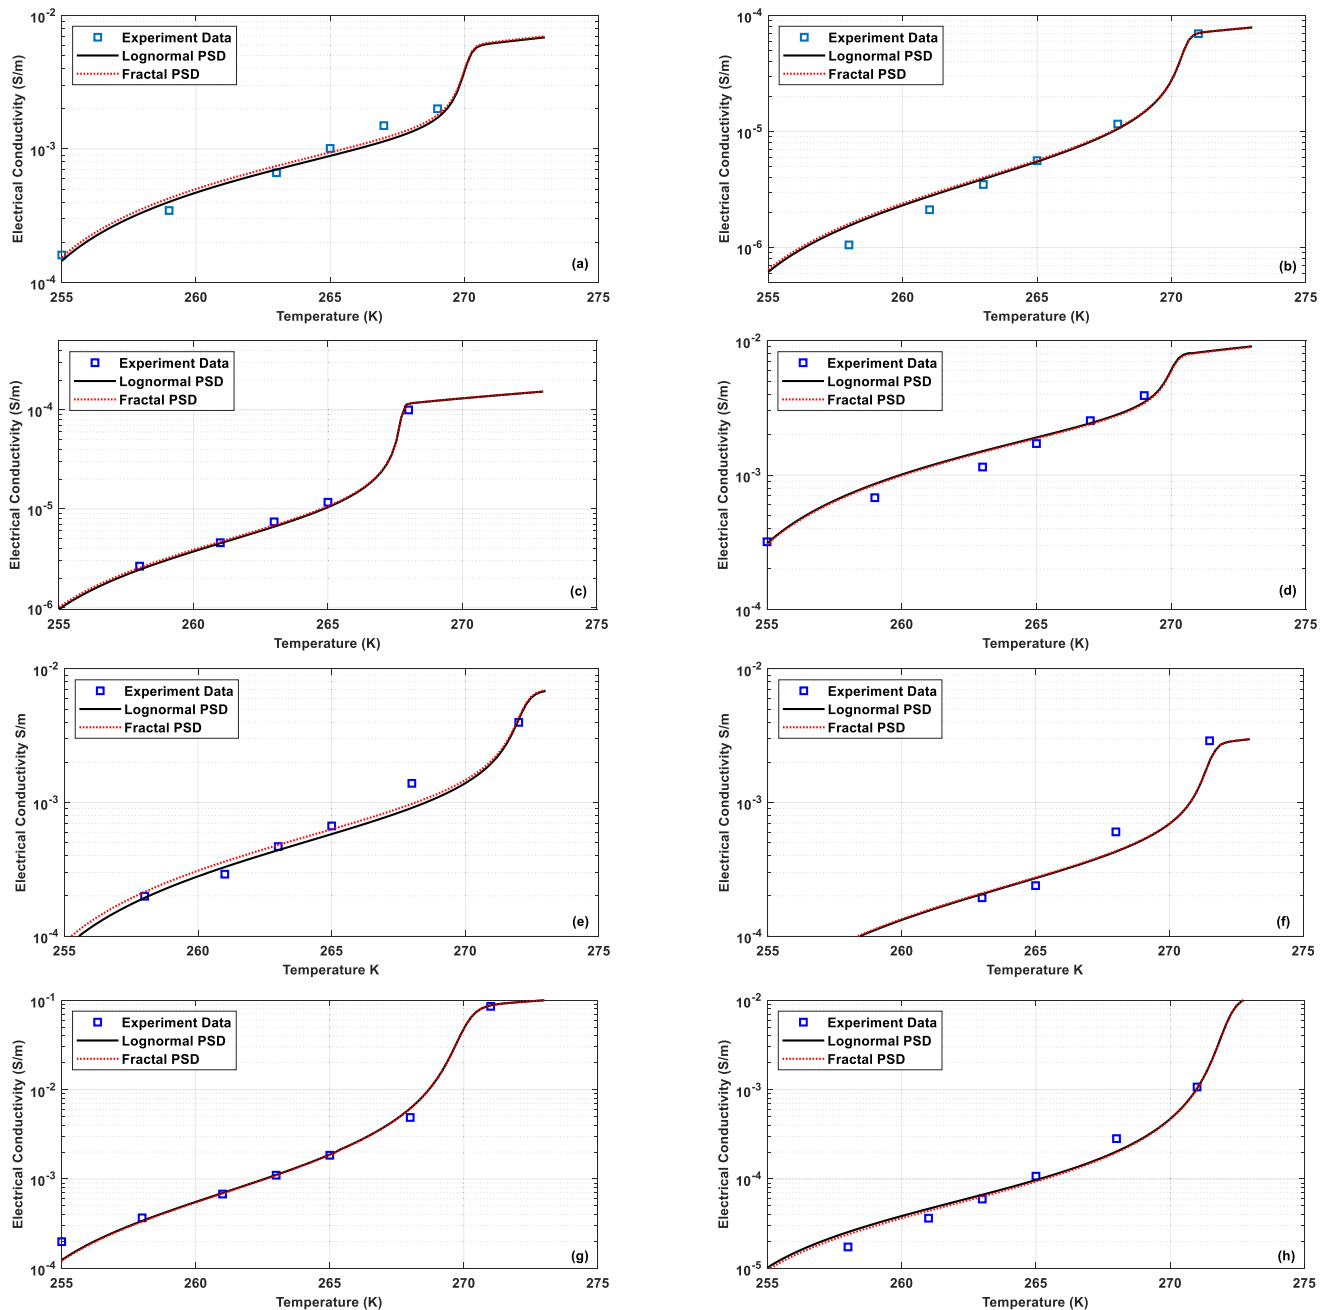 Electrical Conductivity (S/m)
10^-2
10^-3
10^-4
Experiment Data
Lognormal PSD
Fractal PSD
(a)
255 260 265 270 275
Temperature (K)
Electrical Conductivity (S/m)
10^-4
10^-5
10^-6
Experiment Data
Lognormal PSD
Fractal PSD
(b)
255 260 265 270 275
Temperature (K)
Electrical Conductivity (S/m)
10^-4
10^-5
10^-6
Experiment Data
Lognormal PSD
Fractal PSD
(c)
255 260 265 270 275
Temperature (K)
Electrical Conductivity (S/m)
10^-2
10^-3
10^-4
Experiment Data
Lognormal PSD
Fractal PSD
(d)
255 260 265 270 275
Temperature (K)
Electrical Conductivity S/m
10^-2
10^-3
10^-4
Experiment Data
Lognormal PSD
Fractal PSD
(e)
255 260 265 270 275
Temperature K
Electrical Conductivity (S/m)
10^-2
10^-3
10^-4
Experiment Data
Lognormal PSD
Fractal PSD
(f)
255 260 265 270 275
Temperature K
Electrical Conductivity (S/m)
10^-1
10^-2
10^-3
10^-4
Experiment Data
Lognormal PSD
Fractal PSD
(g)
255 260 265 270 275
Temperature (K)
Electrical Conductivity (S/m)
10^-2
10^-3
10^-4
10^-5
Experiment Data
Lognormal PSD
Fractal PSD
(h)
255 260 265 270 275
Temperature (K)